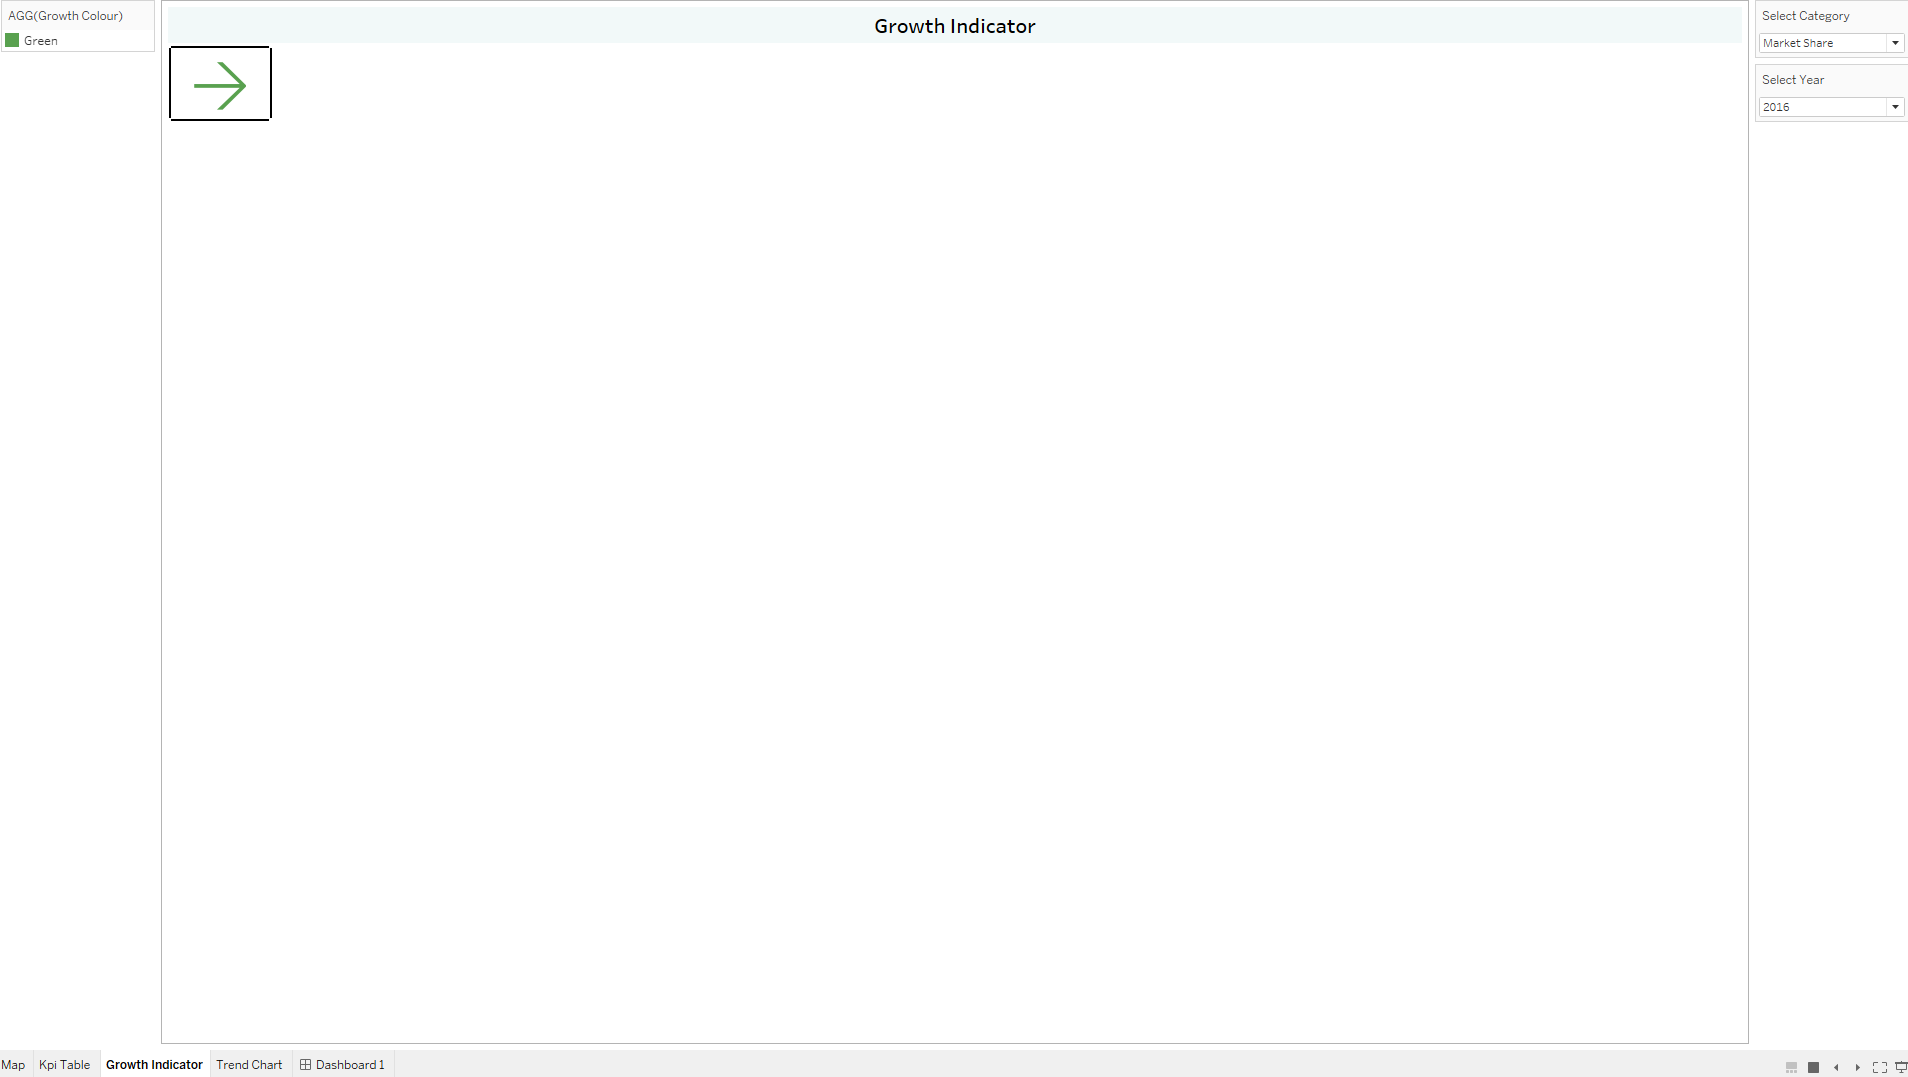 AGG(Growth Colour)
Green
Growth Indicator
Select Category
Market Share
Select Year
2016
Map
Kpi Table
Growth Indicator
Trend Chart
Dashboard 1